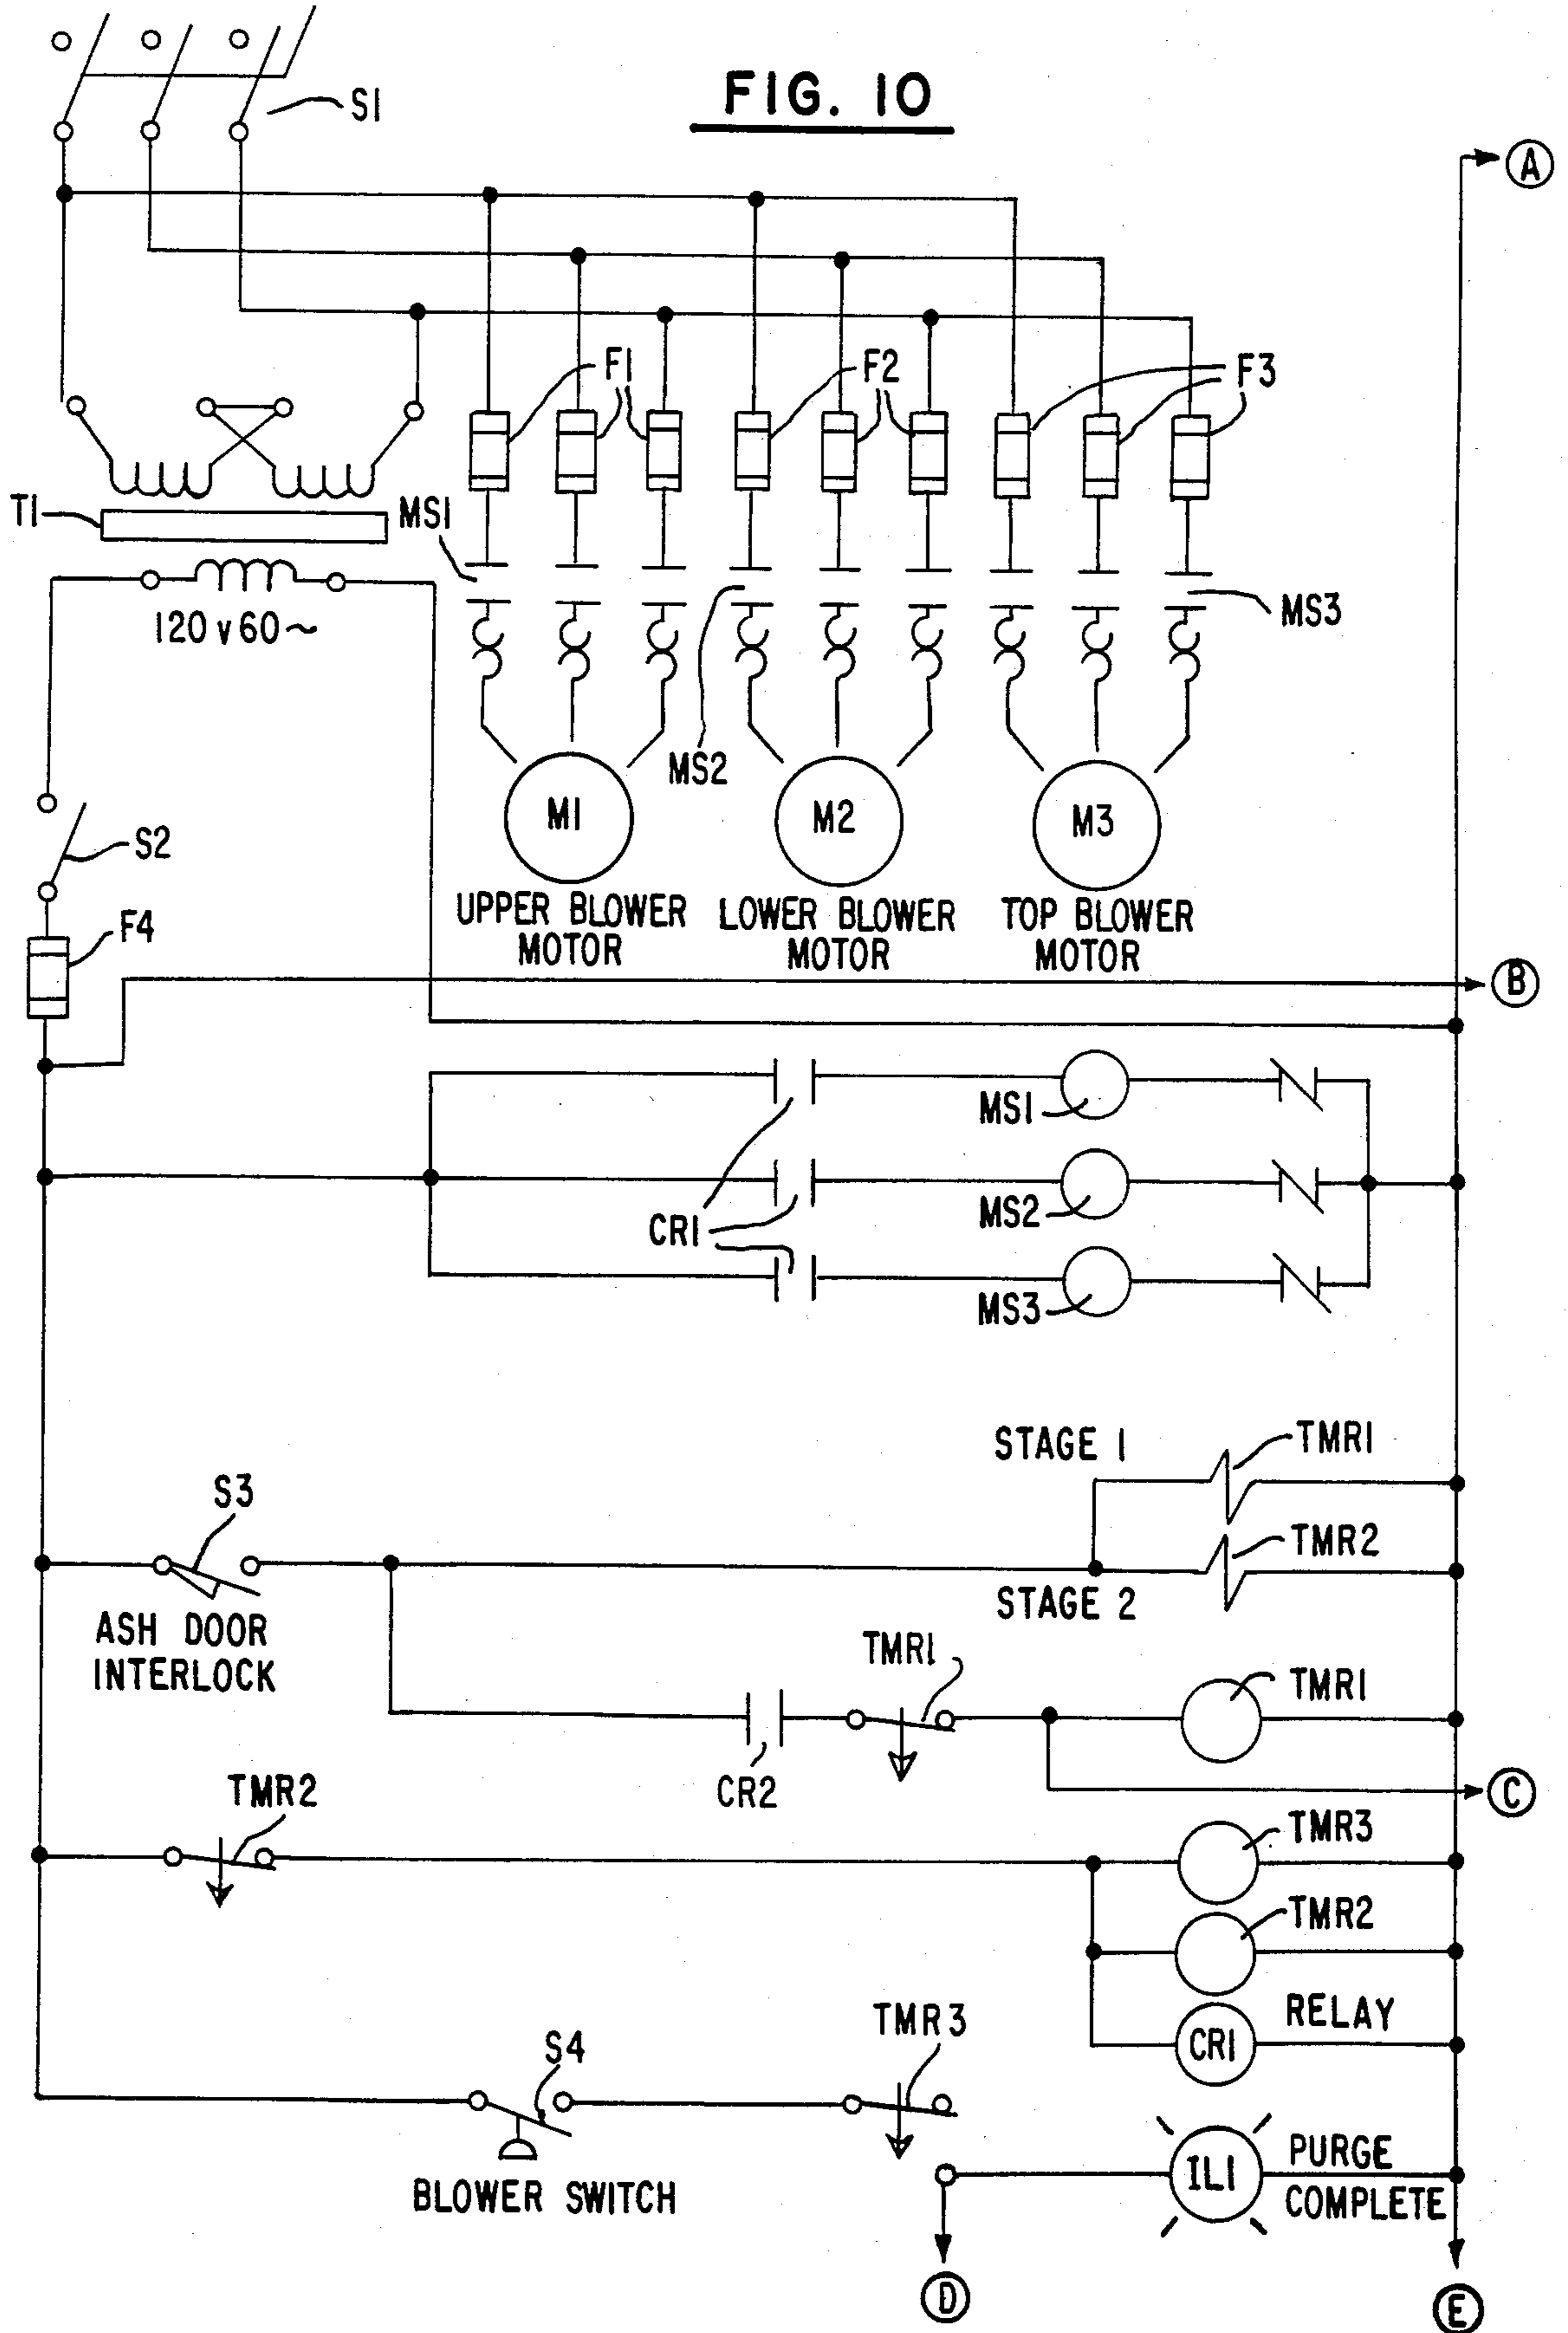 FIG. 10
S1
A
F1
F2
F3
T1
MS1
120 v 60 ~
MS3
MS2
M1
M2
M3
S2
UPPER BLOWER
MOTOR
LOWER BLOWER
MOTOR
TOP BLOWER
MOTOR
F4
B
MS1
MS2
CR1
MS3
STAGE 1
TMR1
S3
TMR2
STAGE 2
ASH DOOR
INTERLOCK
TMR1
TMR1
CR2
C
TMR2
TMR3
TMR2
RELAY
CR1
TMR3
S4
BLOWER SWITCH
IL1
PURGE
COMPLETE
D
E